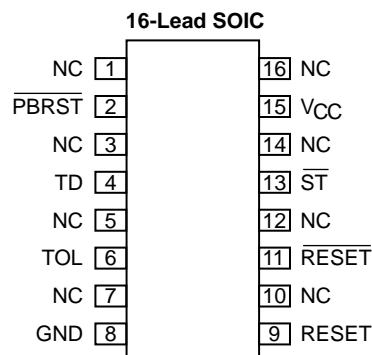 16-Lead SOIC
NC 1 16 NC
PBRST 2 15 VCC
NC 3 14 NC
TD 4 13 ST
NC 5 12 NC
TOL 6 11 RESET
NC 7 10 NC
GND 8 9 RESET